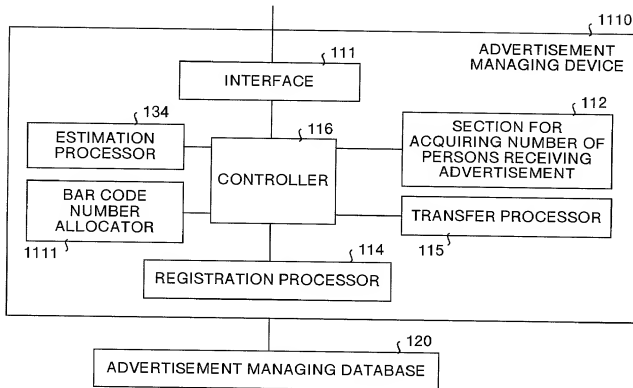 1110
ADVERTISEMENT
MANAGING DEVICE
111
INTERFACE
134
ESTIMATION
PROCESSOR
116
CONTROLLER
112
SECTION FOR
ACQUIRING NUMBER OF
PERSONS RECEIVING
ADVERTISEMENT
BAR CODE
NUMBER
ALLOCATOR
1111
TRANSFER PROCESSOR
115
114
REGISTRATION PROCESSOR
120
ADVERTISEMENT MANAGING DATABASE